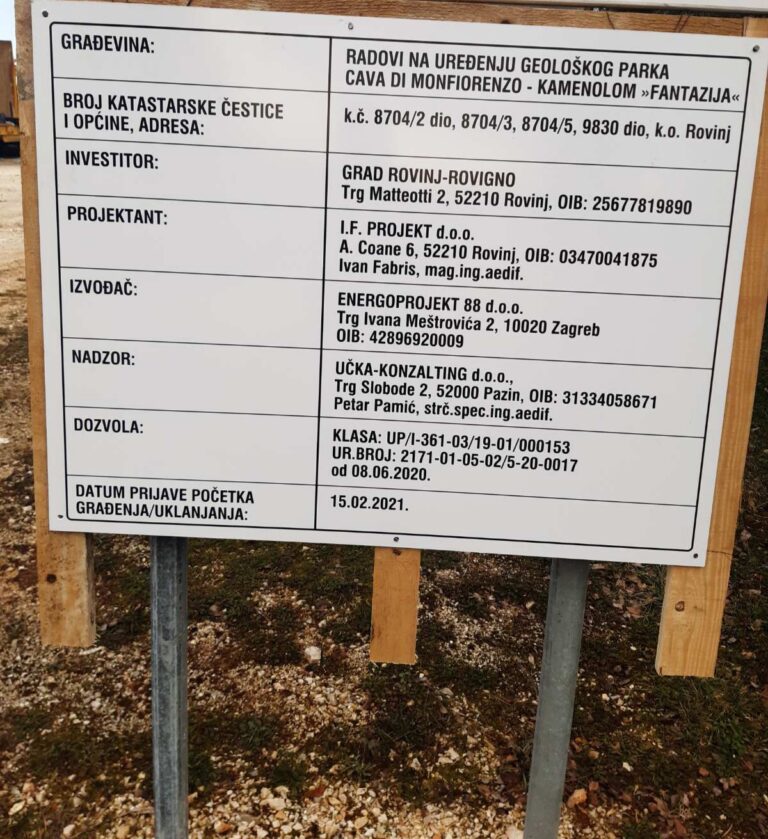 GRAĐEVINA:
RADOVI NA UREĐENJU GEOLOŠKOG PARKA
CAVA DI MONFIORENZO - KAMENOLOM »FANTAZIJA«
BROJ KATASTARSKE ČESTICE
I OPĆINE, ADRESA:
k.č. 8704/2 dio, 8704/3, 8704/5, 9830 dio, k.o. Rovinj
INVESTITOR:
GRAD ROVINJ-ROVIGNO
Trg Matteotti 2, 52210 Rovinj, OIB: 25677819890
PROJEKTANT:
I.F. PROJEKT d.o.o.
A. Coane 6, 52210 Rovinj, OIB: 03470041875
Ivan Fabris, mag.ing.aedif.
IZVOĐAČ:
ENERGOPROJEKT 88 d.o.o.
Trg Ivana Meštrovića 2, 10020 Zagreb
OIB: 42896920009
NADZOR:
UČKA-KONZALTING d.o.o.,
Trg Slobode 2, 52000 Pazin, OIB: 31334058671
Petar Pamić, strč.spec.ing.aedif.
DOZVOLA:
KLASA: UP/I-361-03/19-01/000153
UR.BROJ: 2171-01-05-02/5-20-0017
od 08.06.2020.
DATUM PRIJAVE POČETKA
GRAĐENJA/UKLANJANJA:
15.02.2021.